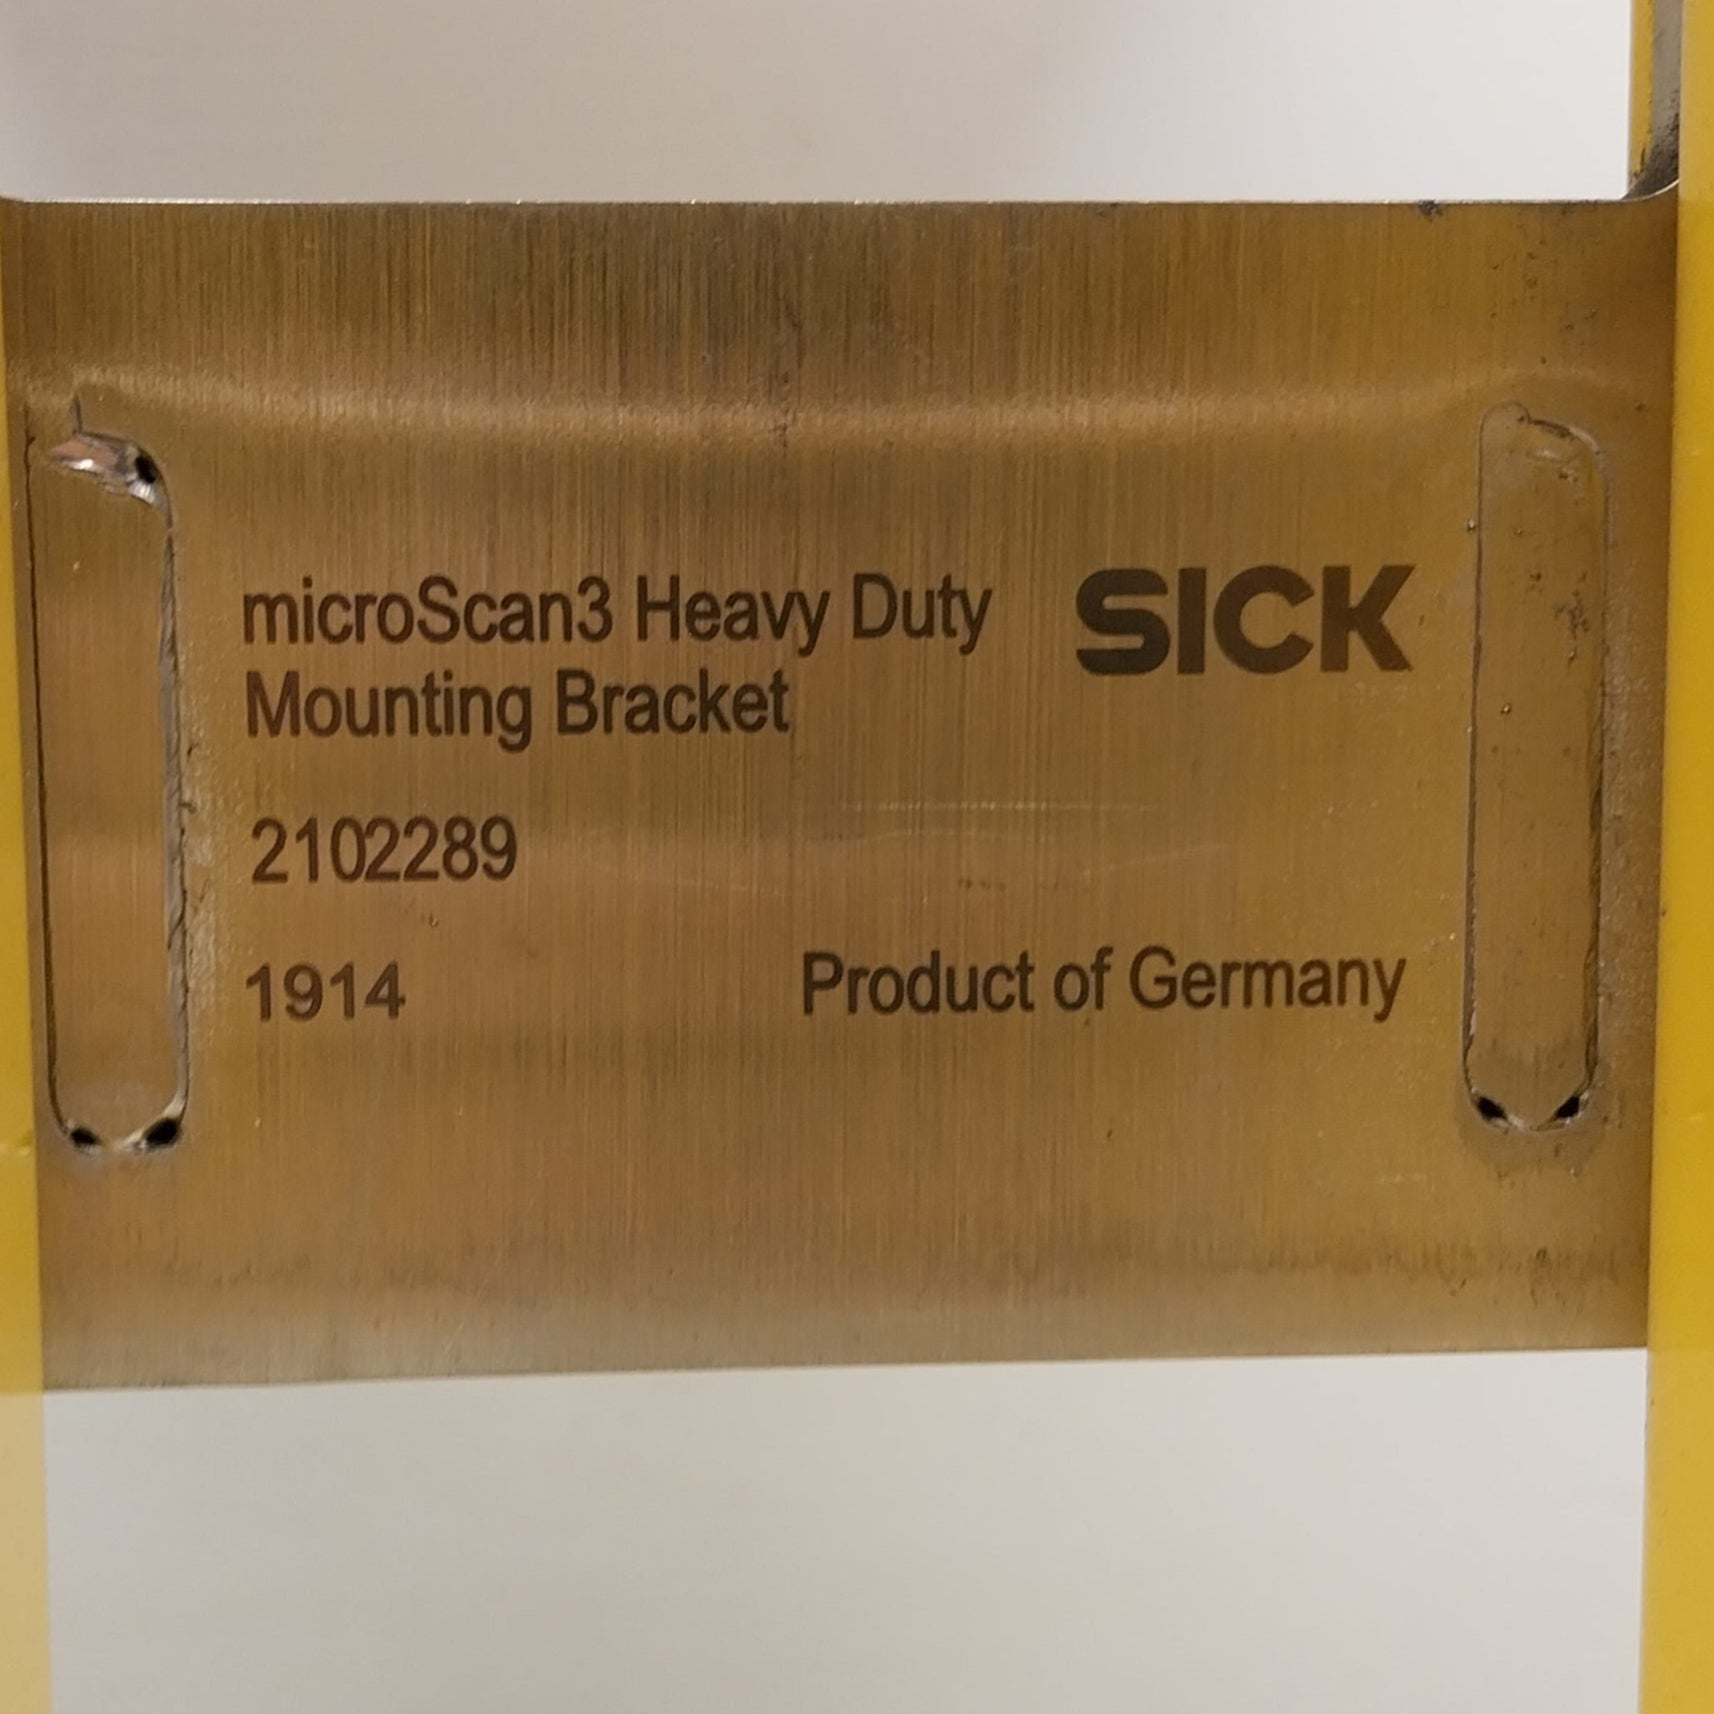 microScan3 Heavy Duty
Mounting Bracket
SICK
2102289
1914
Product of Germany